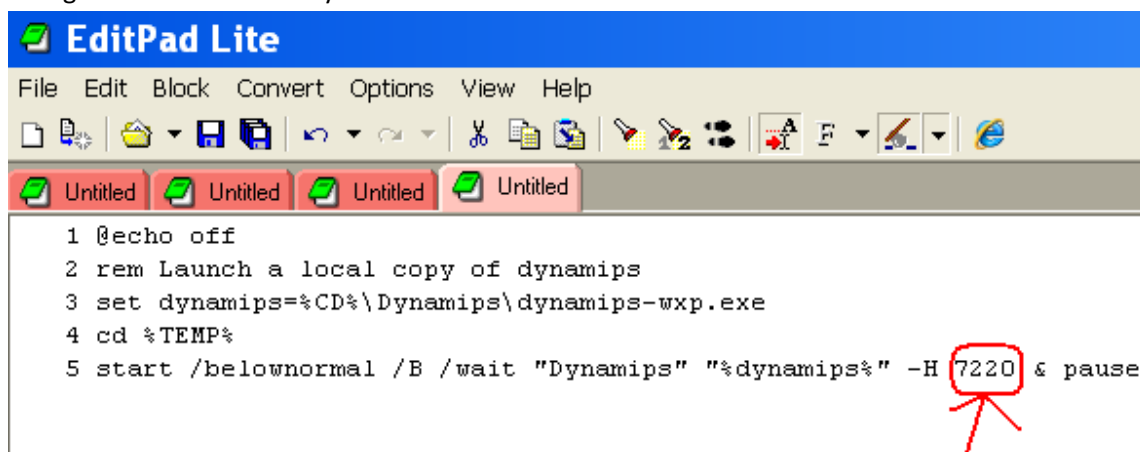 EditPad Lite
File Edit Block Convert Options View Help
Untitled Untitled Untitled Untitled
1 @echo off
2 rem Launch a local copy of dynamips
3 set dynamips=%CD%\Dynamips\dynamips-wxp.exe
4 cd %TEMP%
5 start /belownormal /B /wait "Dynamips" "%dynamips%" -H 7220 & pause